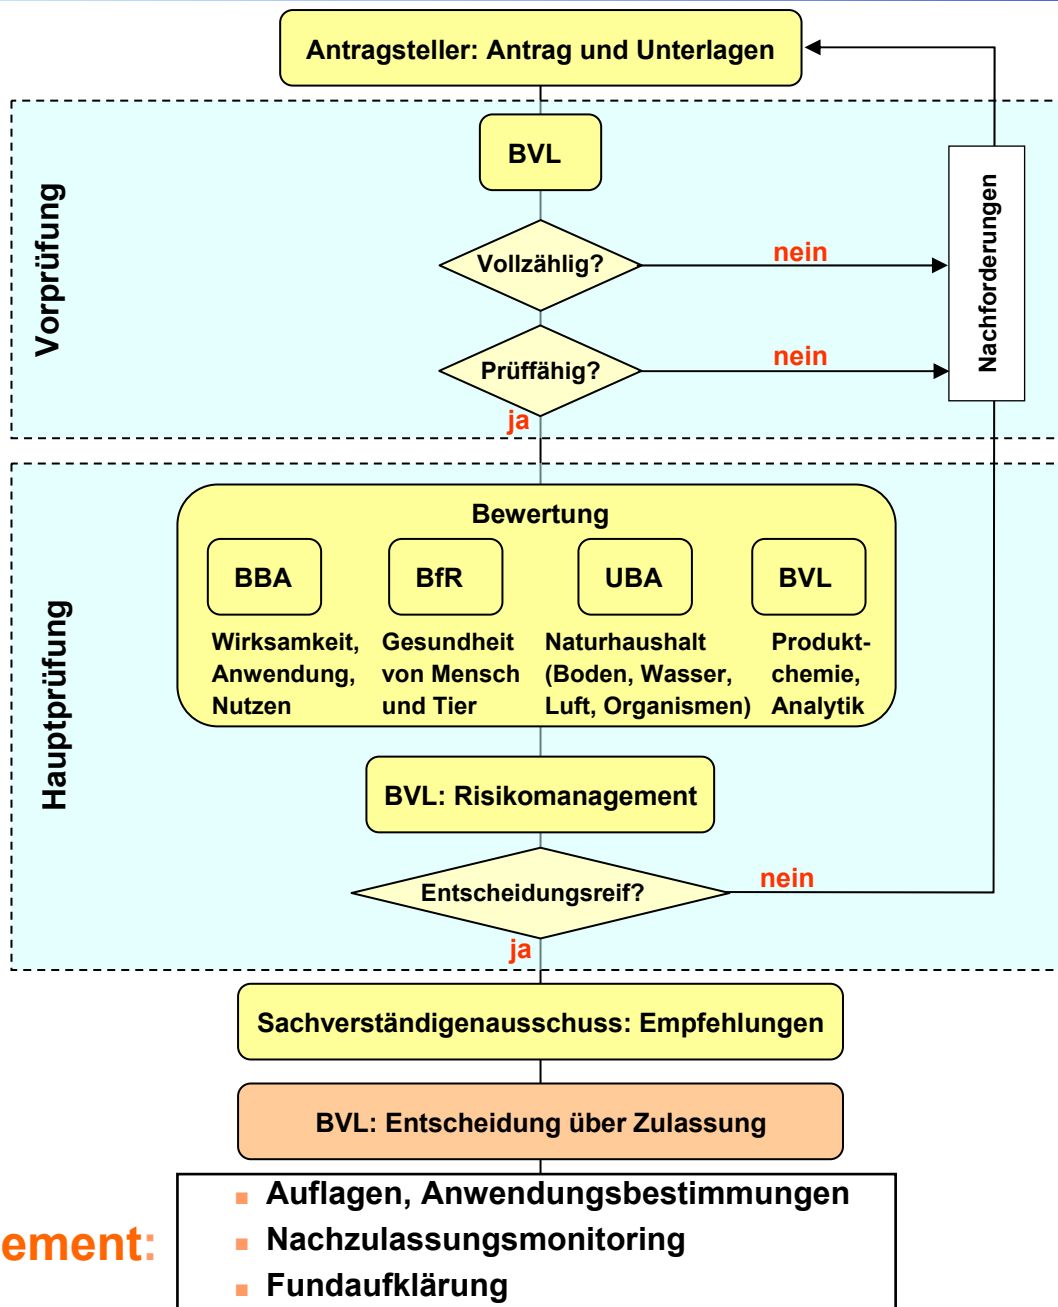 Antragsteller: Antrag und Unterlagen
Vorprüfung
BVL
Vollzählig?
nein
Prüffähig?
nein
ja
Nachforderungen
Hauptprüfung
Bewertung
BBA
Wirksamkeit,
Anwendung,
Nutzen
BfR
Gesundheit
von Mensch
und Tier
UBA
Naturhaushalt
(Boden, Wasser,
Luft, Organismen)
BVL
Produkt-
chemie,
Analytik
BVL: Risikomanagement
Entscheidungsreif?
nein
ja
Sachverständigenausschuss: Empfehlungen
BVL: Entscheidung über Zulassung
ement:
■ Auflagen, Anwendungsbestimmungen
■ Nachzulassungsmonitoring
■ Fundaufklärung